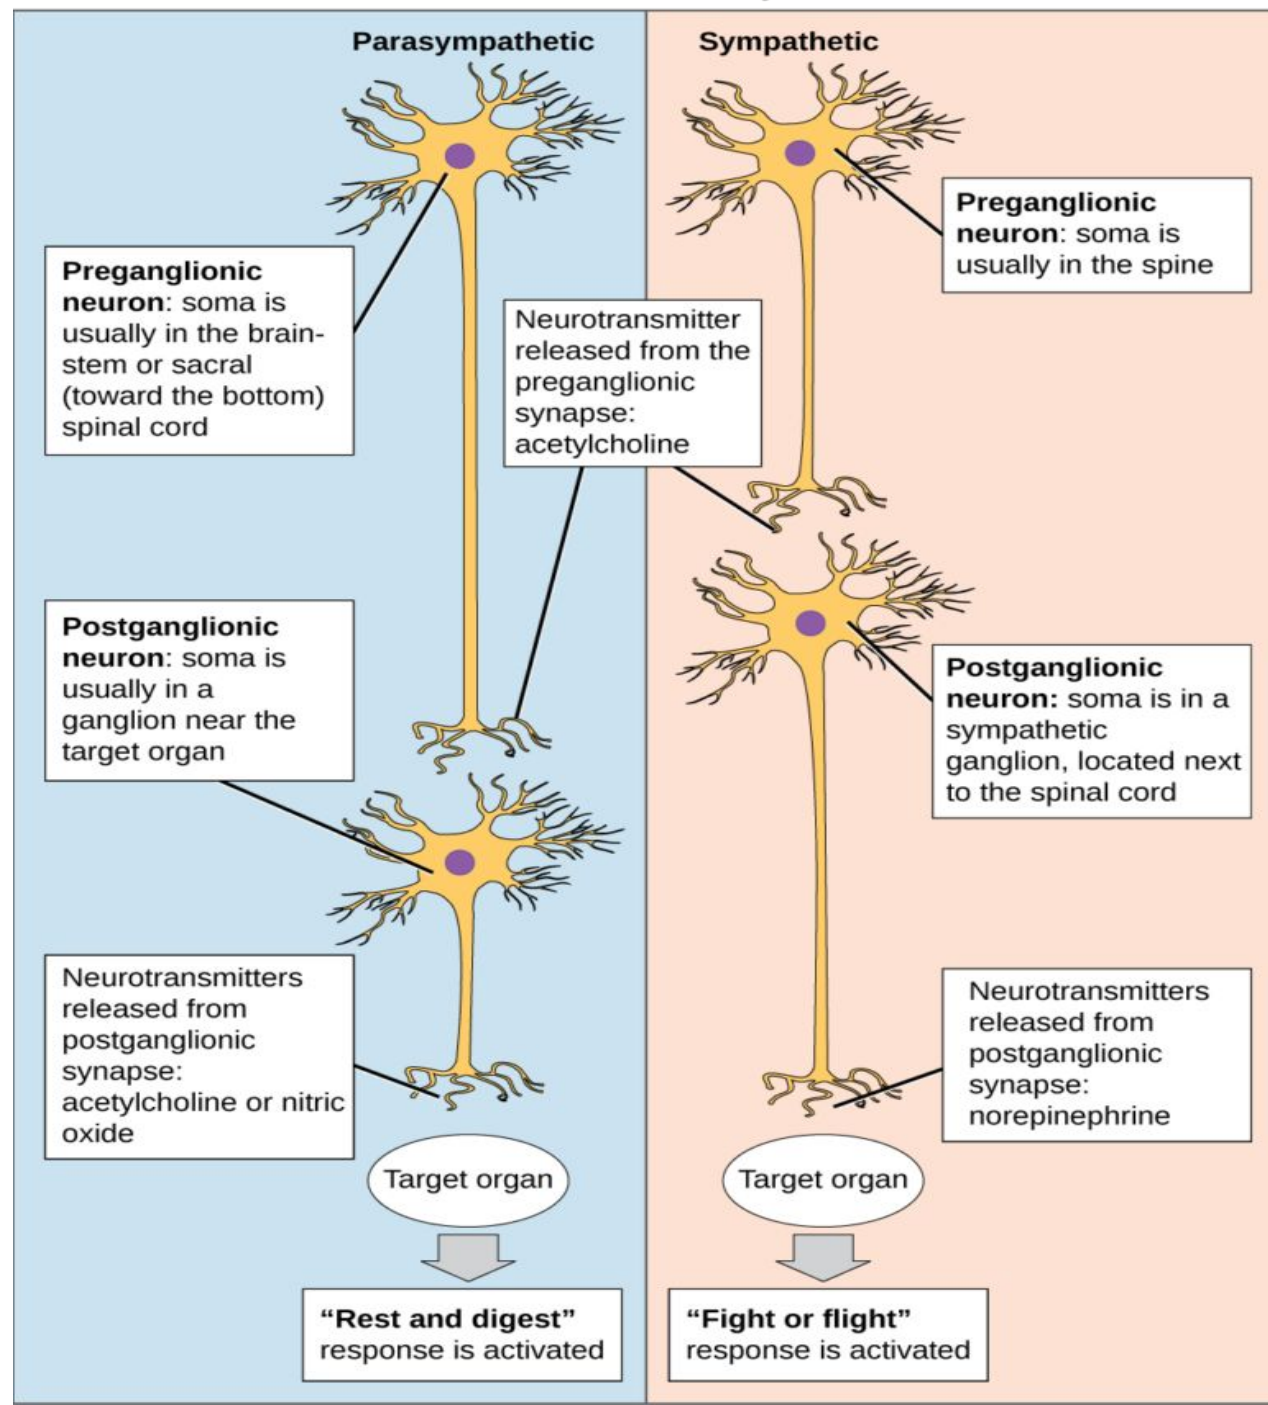 Parasympathetic
Sympathetic
Preganglionic
neuron: soma is
usually in the brain-
stem or sacral
(toward the bottom)
spinal cord
Preganglionic
neuron: soma is
usually in the spine
Neurotransmitter
released from the
preganglionic
synapse:
acetylcholine
Postganglionic
neuron: soma is
usually in a
ganglion near the
target organ
Postganglionic
neuron: soma is in a
sympathetic
ganglion, located next
to the spinal cord
Neurotransmitters
released from
postganglionic
synapse:
acetylcholine or nitric
oxide
Neurotransmitters
released from
postganglionic
synapse:
norepinephrine
Target organ
Target organ
“Rest and digest”
response is activated
“Fight or flight”
response is activated